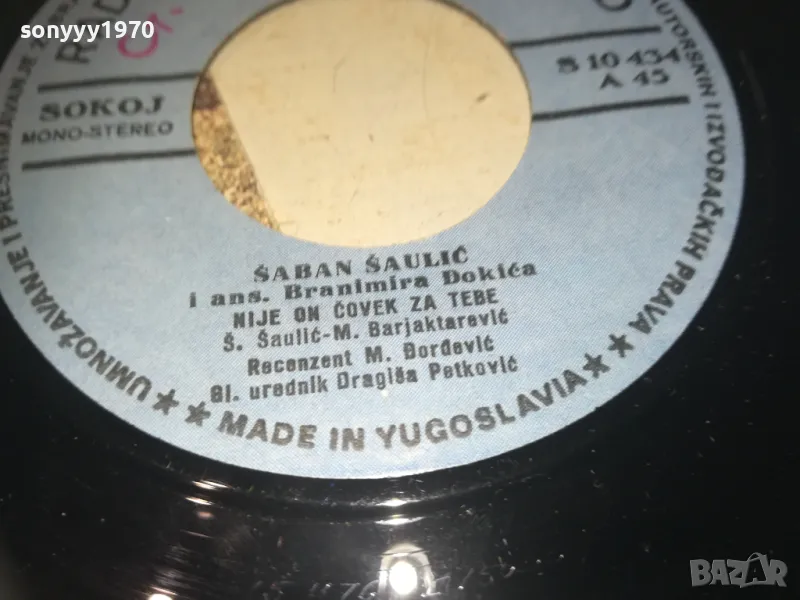 sonyyy1970
SOKOJ
MONO-STEREO
S 10 434
A 45
ŠABAN ŠAULIĆ
i ans. Branimira Đokića
NIJE ON ČOVEK ZA TEBE
Š. Šaulić-M. Barjaktarević
Recenzent M. Đorđević
Gl. urednik Dragiša Petković
UMNOŽAVANJE I PRESNIMAVANJE
AUTORSKIH I IZVOĐAČKIH PRAVA
★ ★ MADE IN YUGOSLAVIA ★ ★
BAZAR